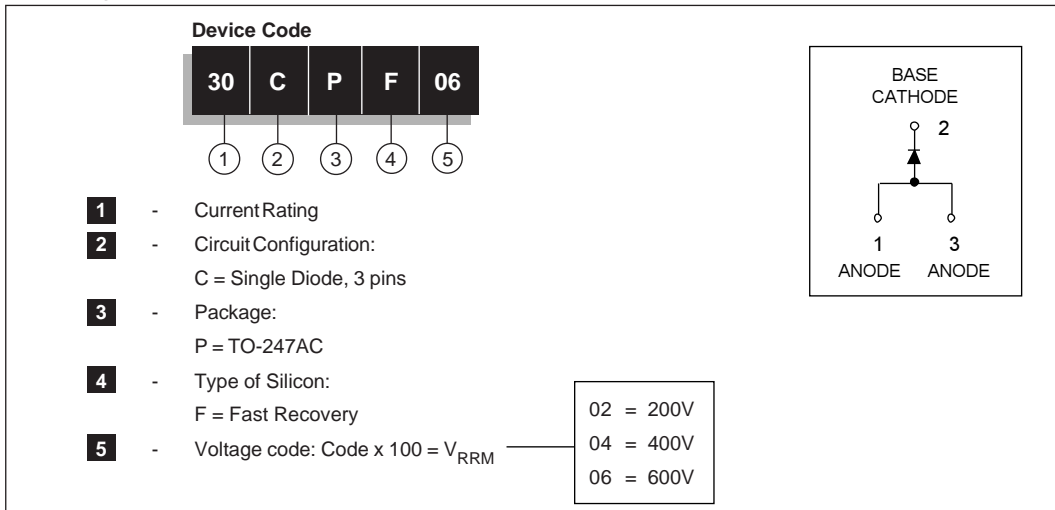 Device Code
30 C P F 06
1 2 3 4 5
1 - CurrentRating
2 - Circuit Configuration:
C = Single Diode, 3 pins
3 - Package:
P = TO-247AC
4 - Type of Silicon:
F = Fast Recovery
5 - Voltage code: Code x 100 = VRRM
02 = 200V
04 = 400V
06 = 600V
BASE
CATHODE
2
1 3
ANODE ANODE